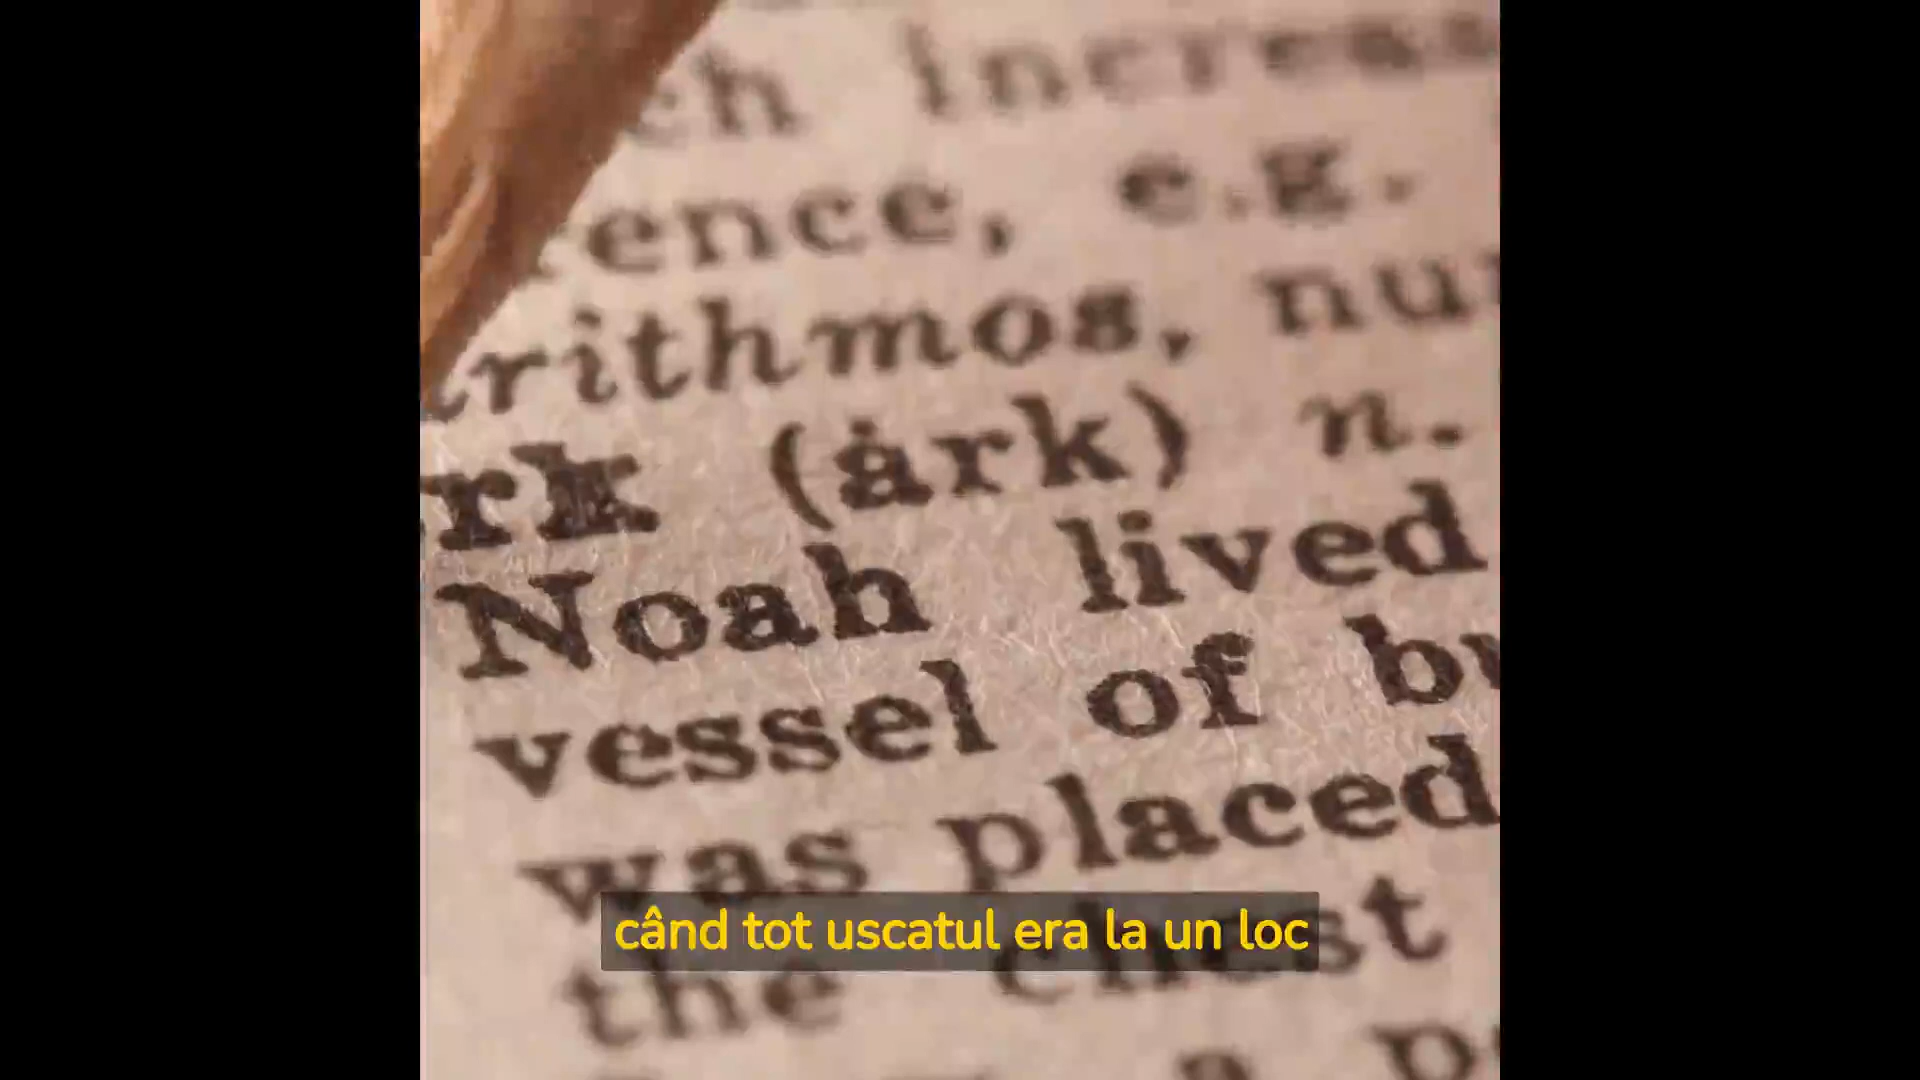 ch increas
ence, e.g.
rithmos, nu
rk (ärk) n.
Noah lived
vessel of bu
was placed
the chest
a p
când tot uscatul era la un loc